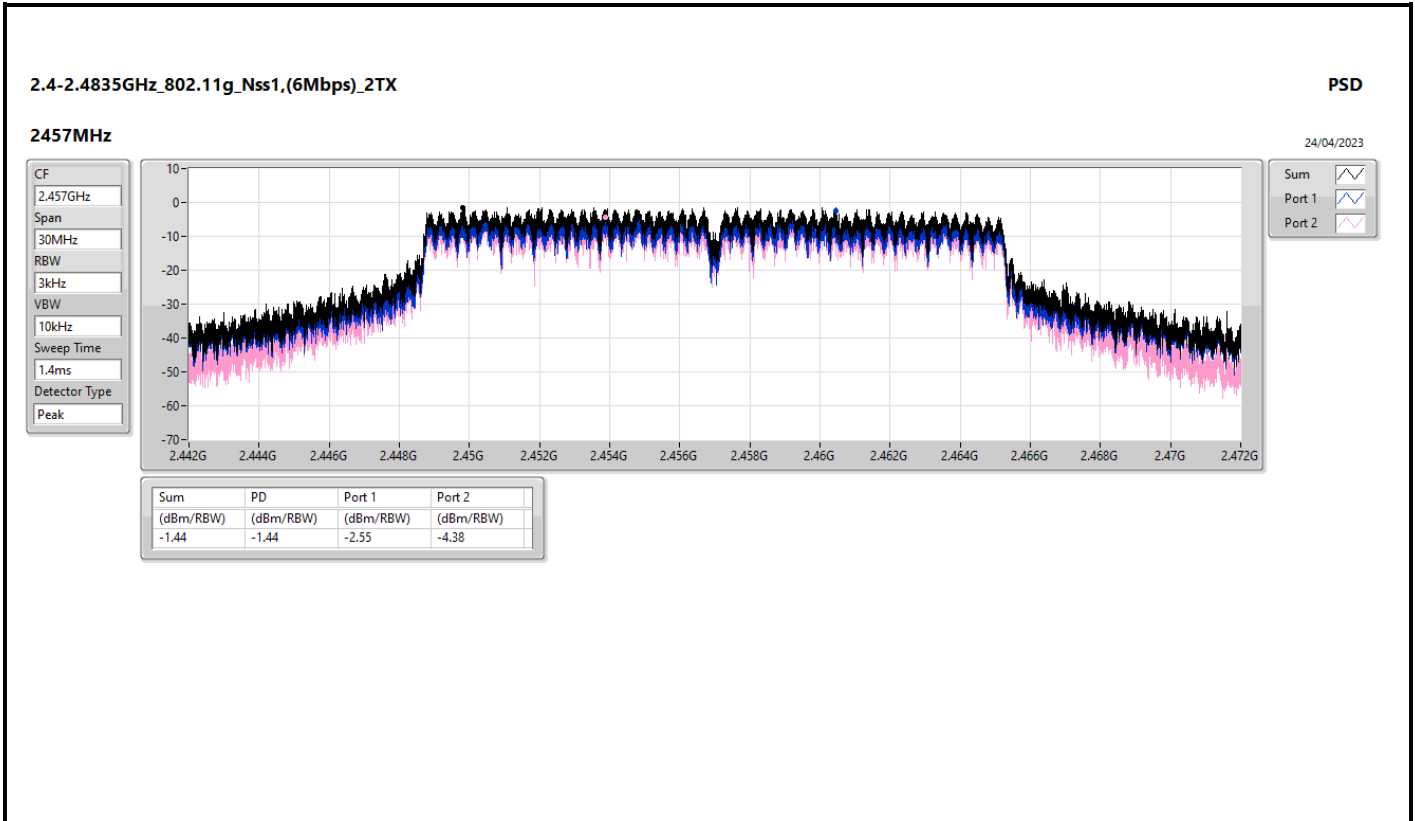 2.4-2.4835GHz_802.11g_Nss1,(6Mbps)_2TX
PSD
2457MHz
24/04/2023
CF
2.457GHz
Span
30MHz
RBW
3kHz
VBW
10kHz
Sweep Time
1.4ms
Detector Type
Peak
10
0
-10
-20
-30
-40
-50
-60
-70
2.442G 2.444G 2.446G 2.448G 2.45G 2.452G 2.454G 2.456G 2.458G 2.46G 2.462G 2.464G 2.466G 2.468G 2.47G 2.472G
Sum
Port 1
Port 2
Sum PD Port 1 Port 2
(dBm/RBW) (dBm/RBW) (dBm/RBW) (dBm/RBW)
-1.44 -1.44 -2.55 -4.38